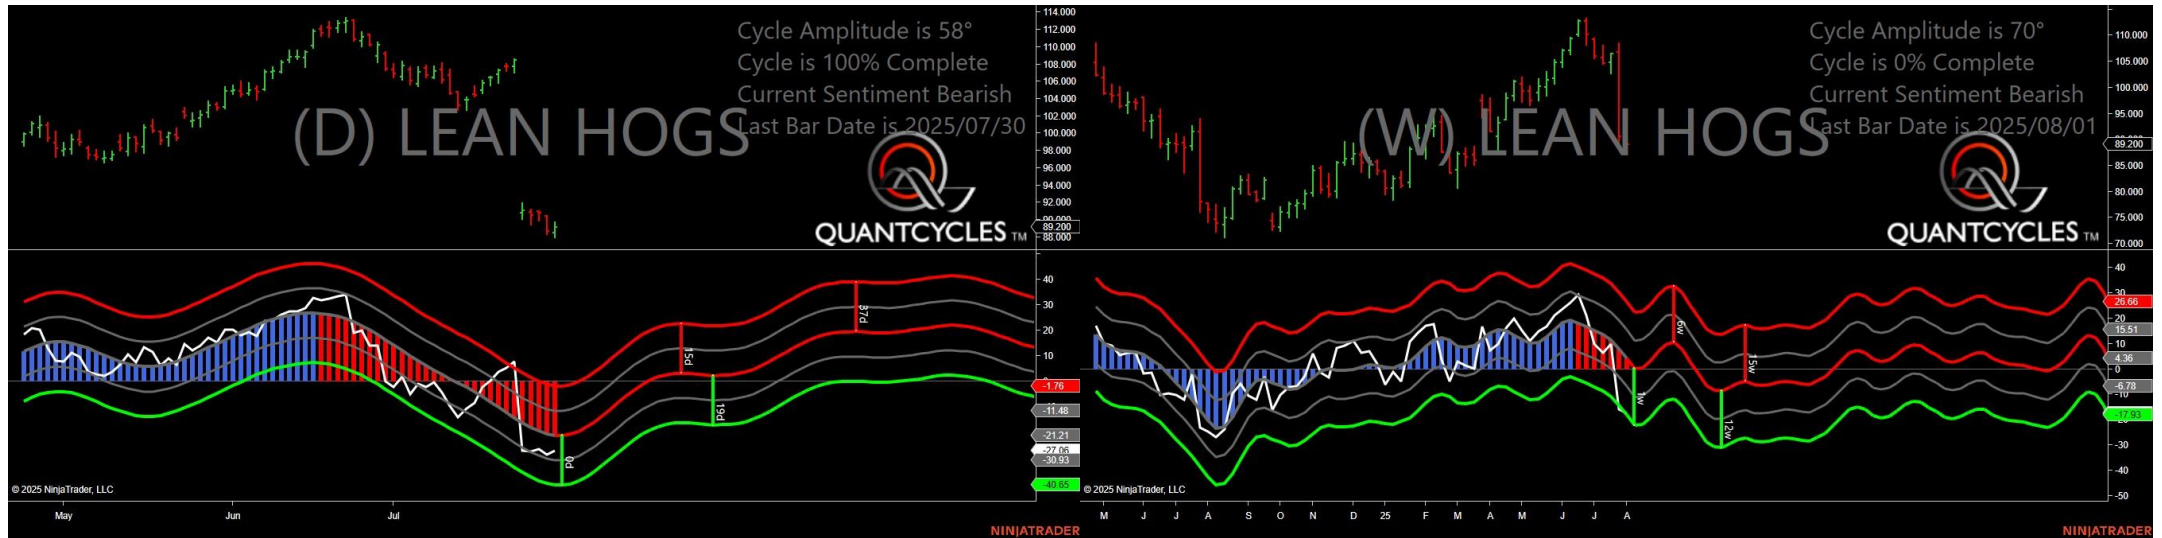 Cycle Amplitude is 58°
Cycle is 100% Complete
Current Sentiment Bearish
Last Bar Date is 2025/07/30
(D) LEAN HOGS
QUANTCYCLES TM
114.000
112.000
110.000
108.000
106.000
104.000
102.000
100.000
98.000
96.000
94.000
92.000
89.200
88.000
40
30
20
10
-1.76
-11.48
-21.21
-27.06
-30.93
-40.65
0d
15d
19d
37d
© 2025 NinjaTrader, LLC
May
Jun
Jul
NINJATRADER
Cycle Amplitude is 70°
Cycle is 0% Complete
Current Sentiment Bearish
Last Bar Date is 2025/08/01
(W) LEAN HOGS
QUANTCYCLES TM
110.000
105.000
100.000
95.000
89.200
85.000
80.000
75.000
70.000
40
30
26.66
20
15.51
10
4.36
0
-6.78
-10
-17.93
-30
-40
-50
1w
6w
12w
15w
© 2025 NinjaTrader, LLC
M J J A S O N D 25 F M A M J J A
NINJATRADER